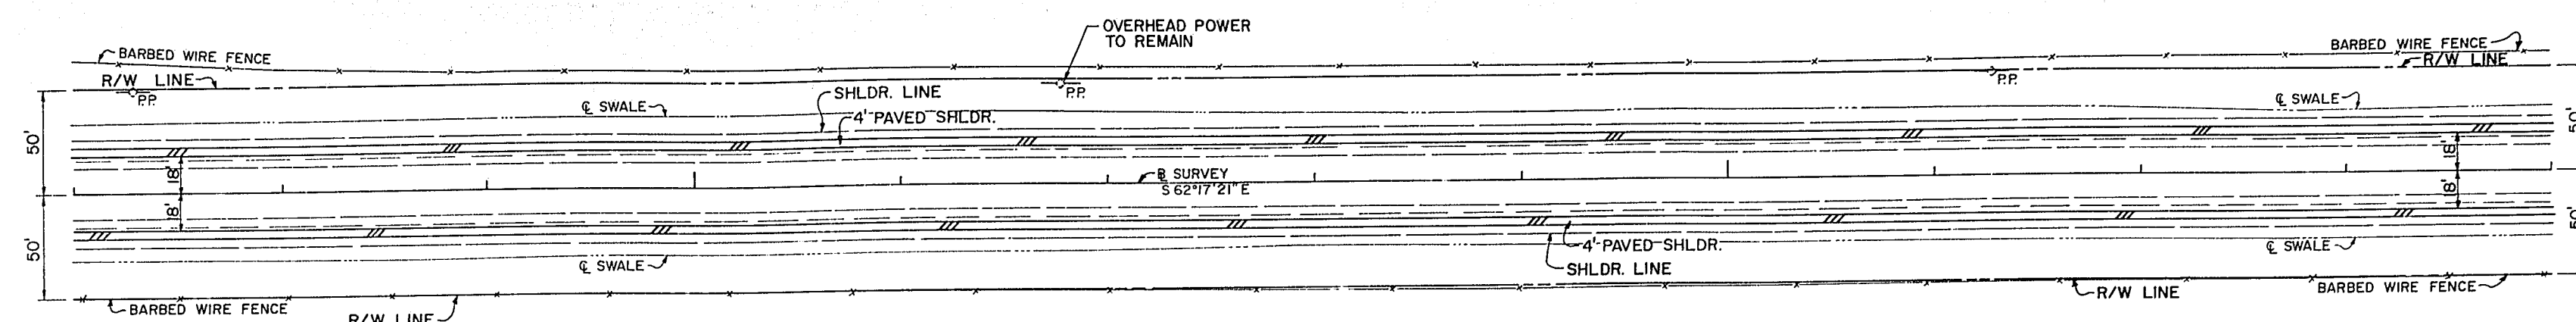 OVERHEAD POWER
TO REMAIN
BARBED WIRE FENCE
BARBED WIRE FENCE
R/W LINE
R/W LINE
P.P.
P.P.
P.P.
SHLDR. LINE
℄ SWALE
℄ SWALE
4' PAVED SHLDR.
50'
50'
18'
18'
℄ SURVEY
S 62°17'21" E
18'
18'
50'
50'
4' PAVED SHLDR.
℄ SWALE
℄ SWALE
SHLDR. LINE
BARBED WIRE FENCE
R/W LINE
R/W LINE
BARBED WIRE FENCE